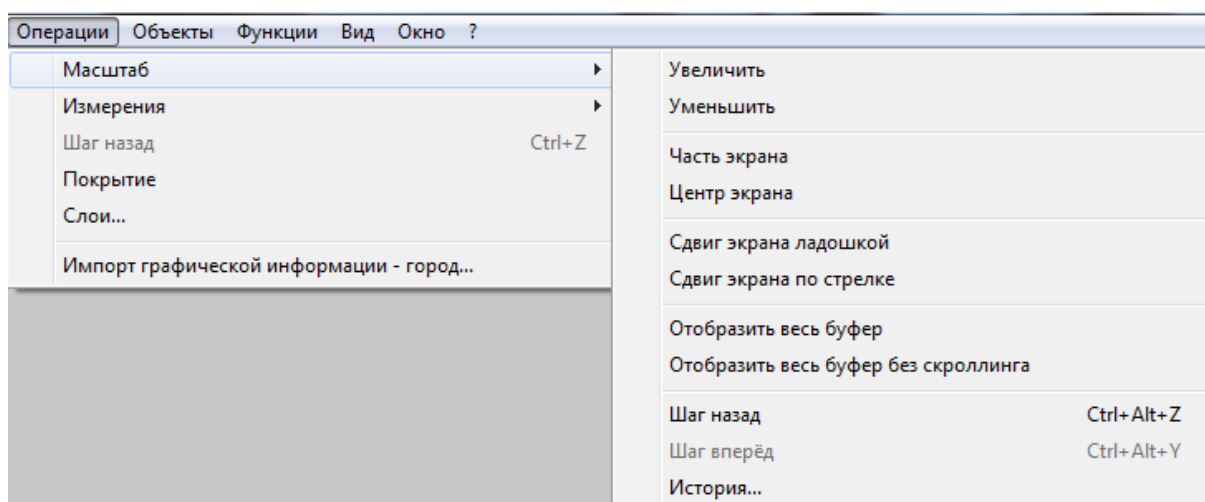 Операции Объекты Функции Вид Окно ?
Масштаб
Измерения
Шаг назад Ctrl+Z
Покрытие
Слои...
Импорт графической информации - город...
Увеличить
Уменьшить
Часть экрана
Центр экрана
Сдвиг экрана ладошкой
Сдвиг экрана по стрелке
Отобразить весь буфер
Отобразить весь буфер без скроллинга
Шаг назад Ctrl+Alt+Z
Шаг вперёд Ctrl+Alt+Y
История...